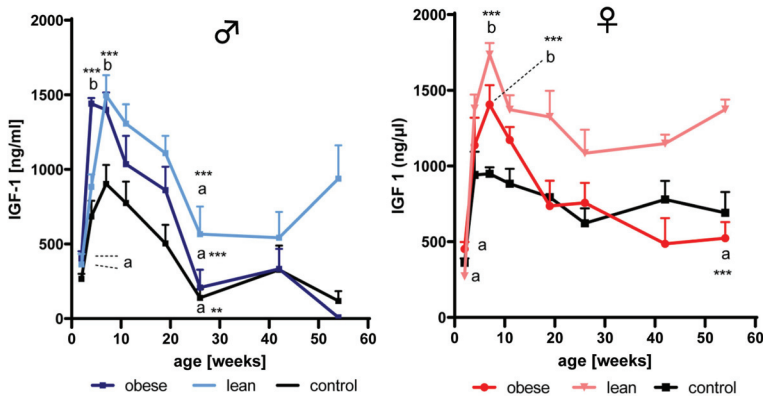 ♂
2000
1500
1000
500
0
IGF-1 [ng/ml]
***
b
***
b
a
***
a
a ***
a **
0 10 20 30 40 50 60
age [weeks]
obese lean control
♀
2000
1500
1000
500
0
IGF 1 (ng/µl)
***
b
***
b
a
a
a
***
0 10 20 30 40 50 60
age [weeks]
obese lean control